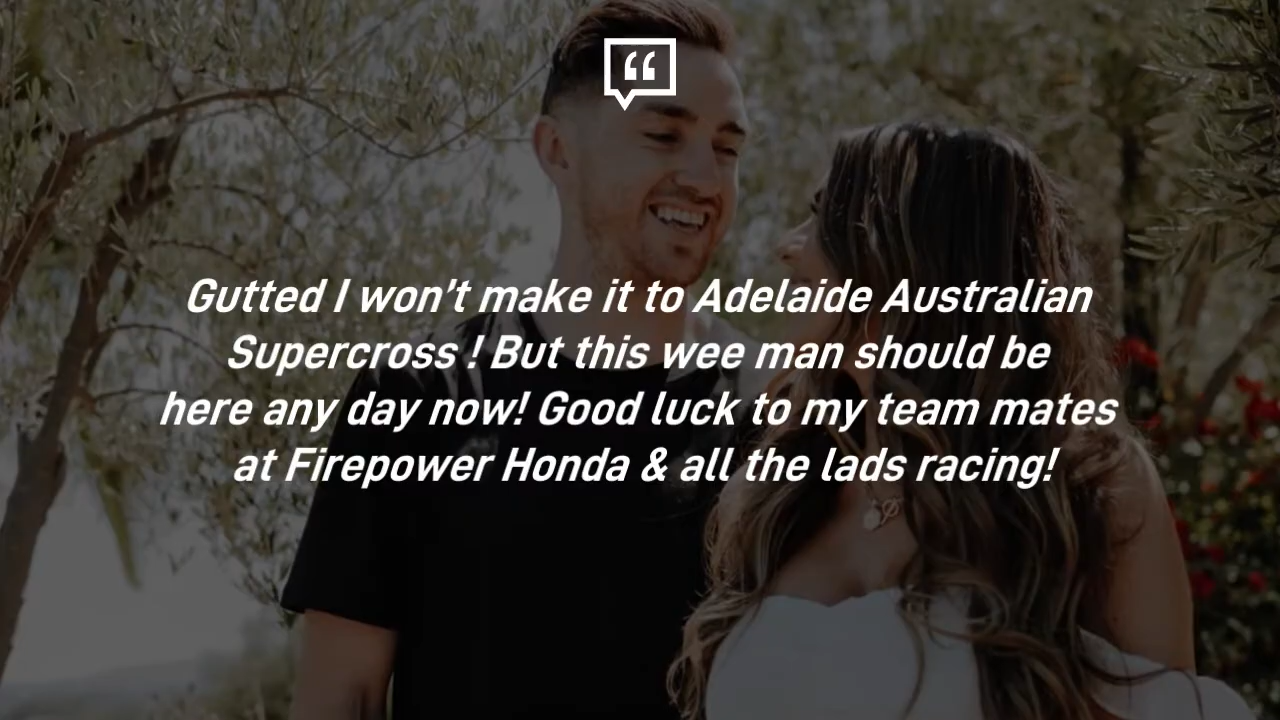 Gutted I won't make it to Adelaide Australian
Supercross ! But this wee man should be
here any day now! Good luck to my team mates
at Firepower Honda & all the lads racing!